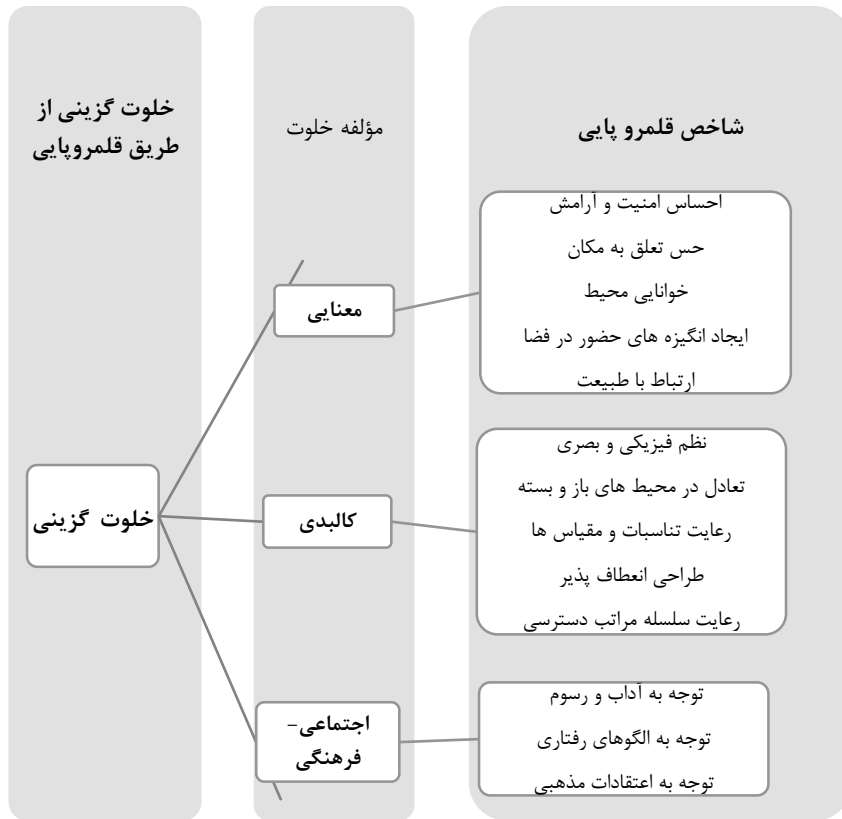 خلوت گزینی از
طریق قلمروپایی
مؤلفه خلوت
شاخص قلمرو پایی
خلوت گزینی
معنایی
احساس امنیت و آرامش
حس تعلق به مکان
خوانایی محیط
ایجاد انگیزه های حضور در فضا
ارتباط با طبیعت
کالبدی
نظم فیزیکی و بصری
تعادل در محیط های باز و بسته
رعایت تناسبات و مقیاس ها
طراحی انعطاف پذیر
رعایت سلسله مراتب دسترسی
اجتماعی-
فرهنگی
توجه به آداب و رسوم
توجه به الگوهای رفتاری
توجه به اعتقادات مذهبی